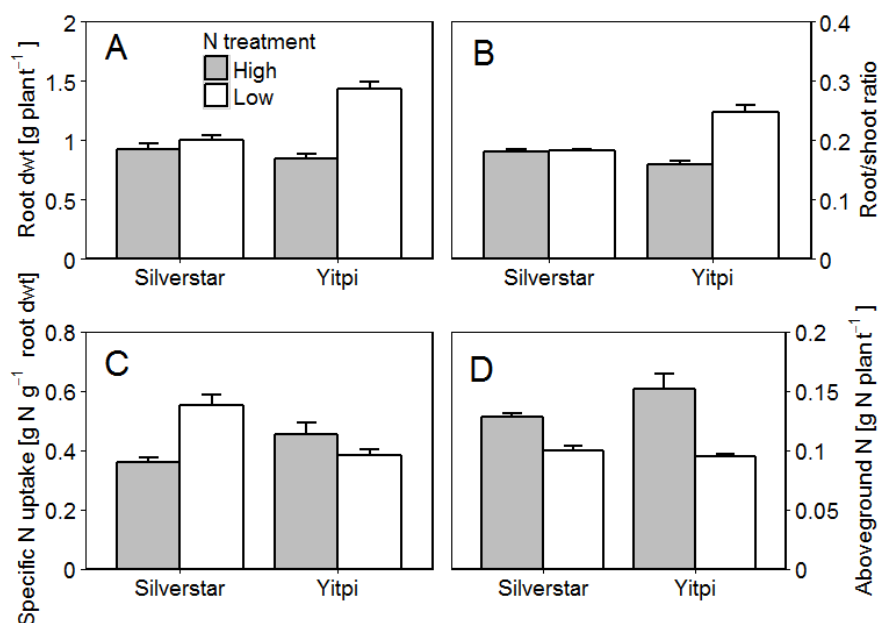 A
N treatment
High
Low
Root dwt [g plant⁻¹]
2
1.5
1
0.5
0
Silverstar Yitpi
B
0.4
0.3
0.2
0.1
0
Root/shoot ratio
Silverstar Yitpi
C
Specific N uptake [g N g⁻¹ root dwt]
0.8
0.6
0.4
0.2
0
Silverstar Yitpi
D
0.2
0.15
0.1
0.05
0
Aboveground N [g N plant⁻¹]
Silverstar Yitpi